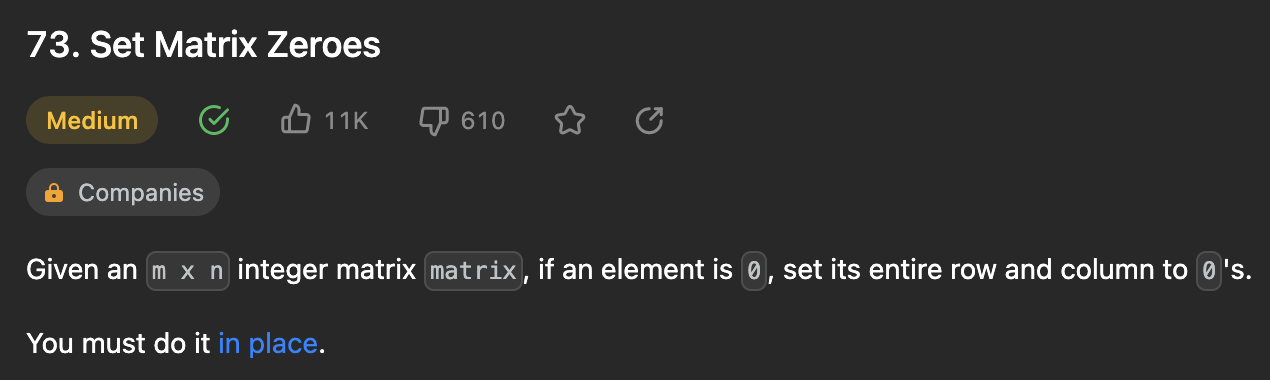 73. Set Matrix Zeroes
Medium 11K 610
Companies
Given an m x n integer matrix matrix, if an element is 0, set its entire row and column to 0's.
You must do it in place.